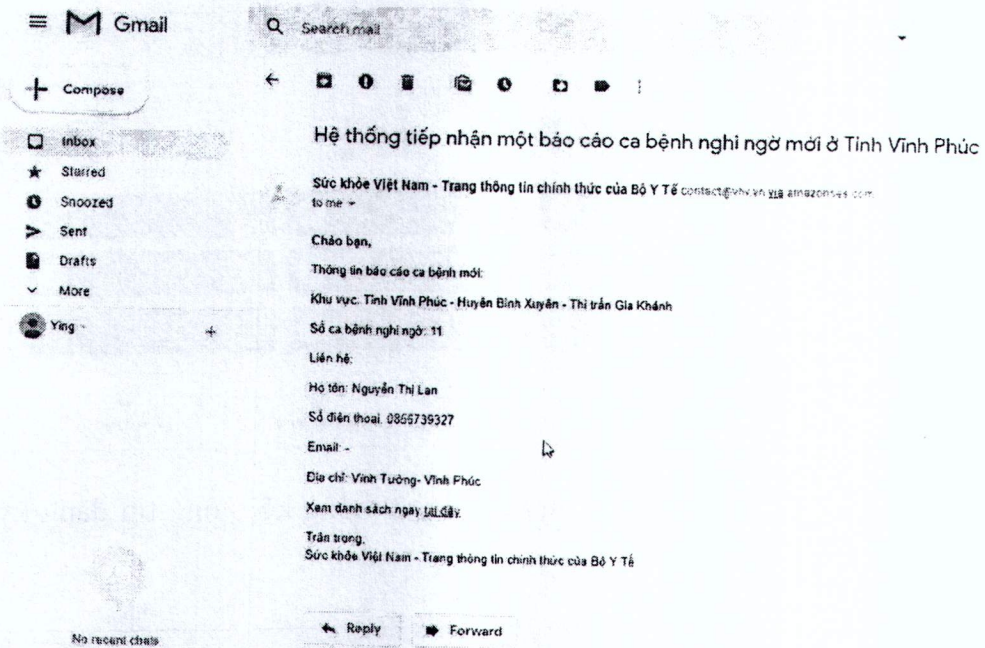 Gmail
Search mail
Compose
Inbox
Starred
Snoozed
Sent
Drafts
More
Ying
No recent chats
Hệ thống tiếp nhận một báo cáo ca bệnh nghi ngờ mới ở Tỉnh Vĩnh Phúc
Sức khỏe Việt Nam - Trang thông tin chính thức của Bộ Y Tế via amazonses.com
to me
Chào bạn,
Thông tin báo cáo ca bệnh mới:
Khu vực: Tỉnh Vĩnh Phúc - Huyện Bình Xuyên - Thị trấn Gia Khánh
Số ca bệnh nghi ngờ: 11
Liên hệ:
Họ tên: Nguyễn Thị Lan
Số điện thoại: 0866739327
Email: -
Địa chỉ: Vĩnh Tường- Vĩnh Phúc
Xem danh sách ngay tại đây.
Trân trọng,
Sức khỏe Việt Nam - Trang thông tin chính thức của Bộ Y Tế
Reply
Forward